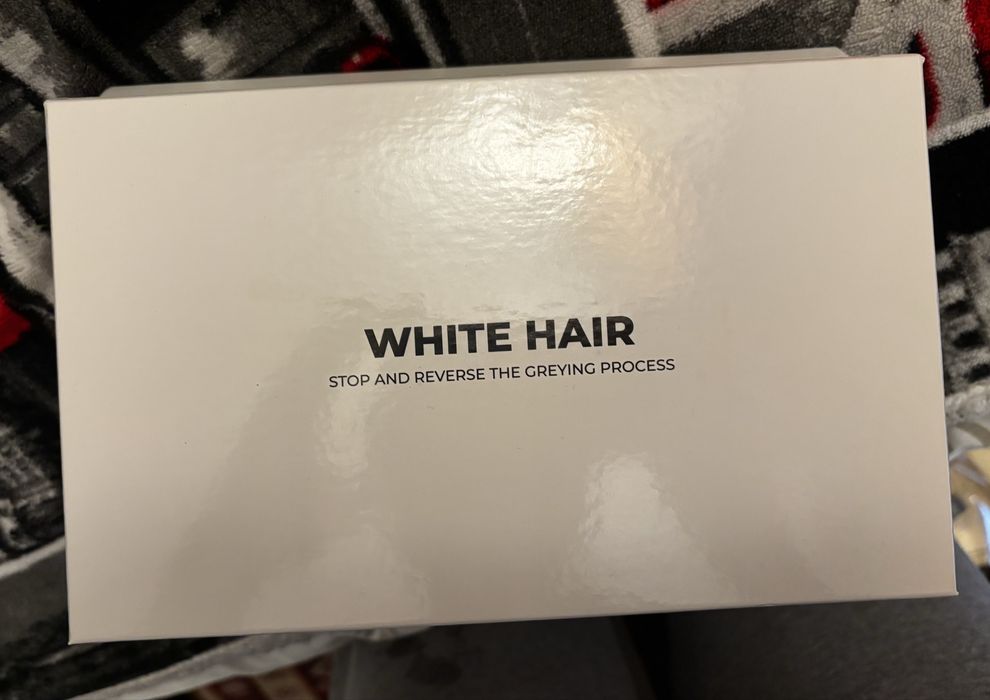 WHITE HAIR
STOP AND REVERSE THE GREYING PROCESS